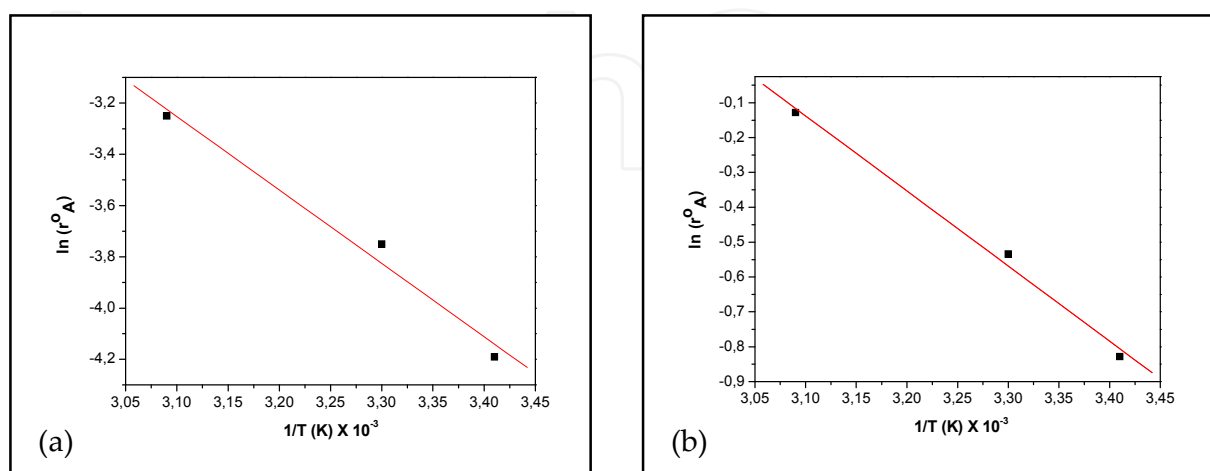 -3,2
-3,4
-3,6
-3,8
-4,0
-4,2
ln (r°A)
3,05 3,10 3,15 3,20 3,25 3,30 3,35 3,40 3,45
1/T (K) X 10-3
(a)
-0,1
-0,2
-0,3
-0,4
-0,5
-0,6
-0,7
-0,8
-0,9
ln (r°A)
3,05 3,10 3,15 3,20 3,25 3,30 3,35 3,40 3,45
1/T (K) X 10-3
(b)